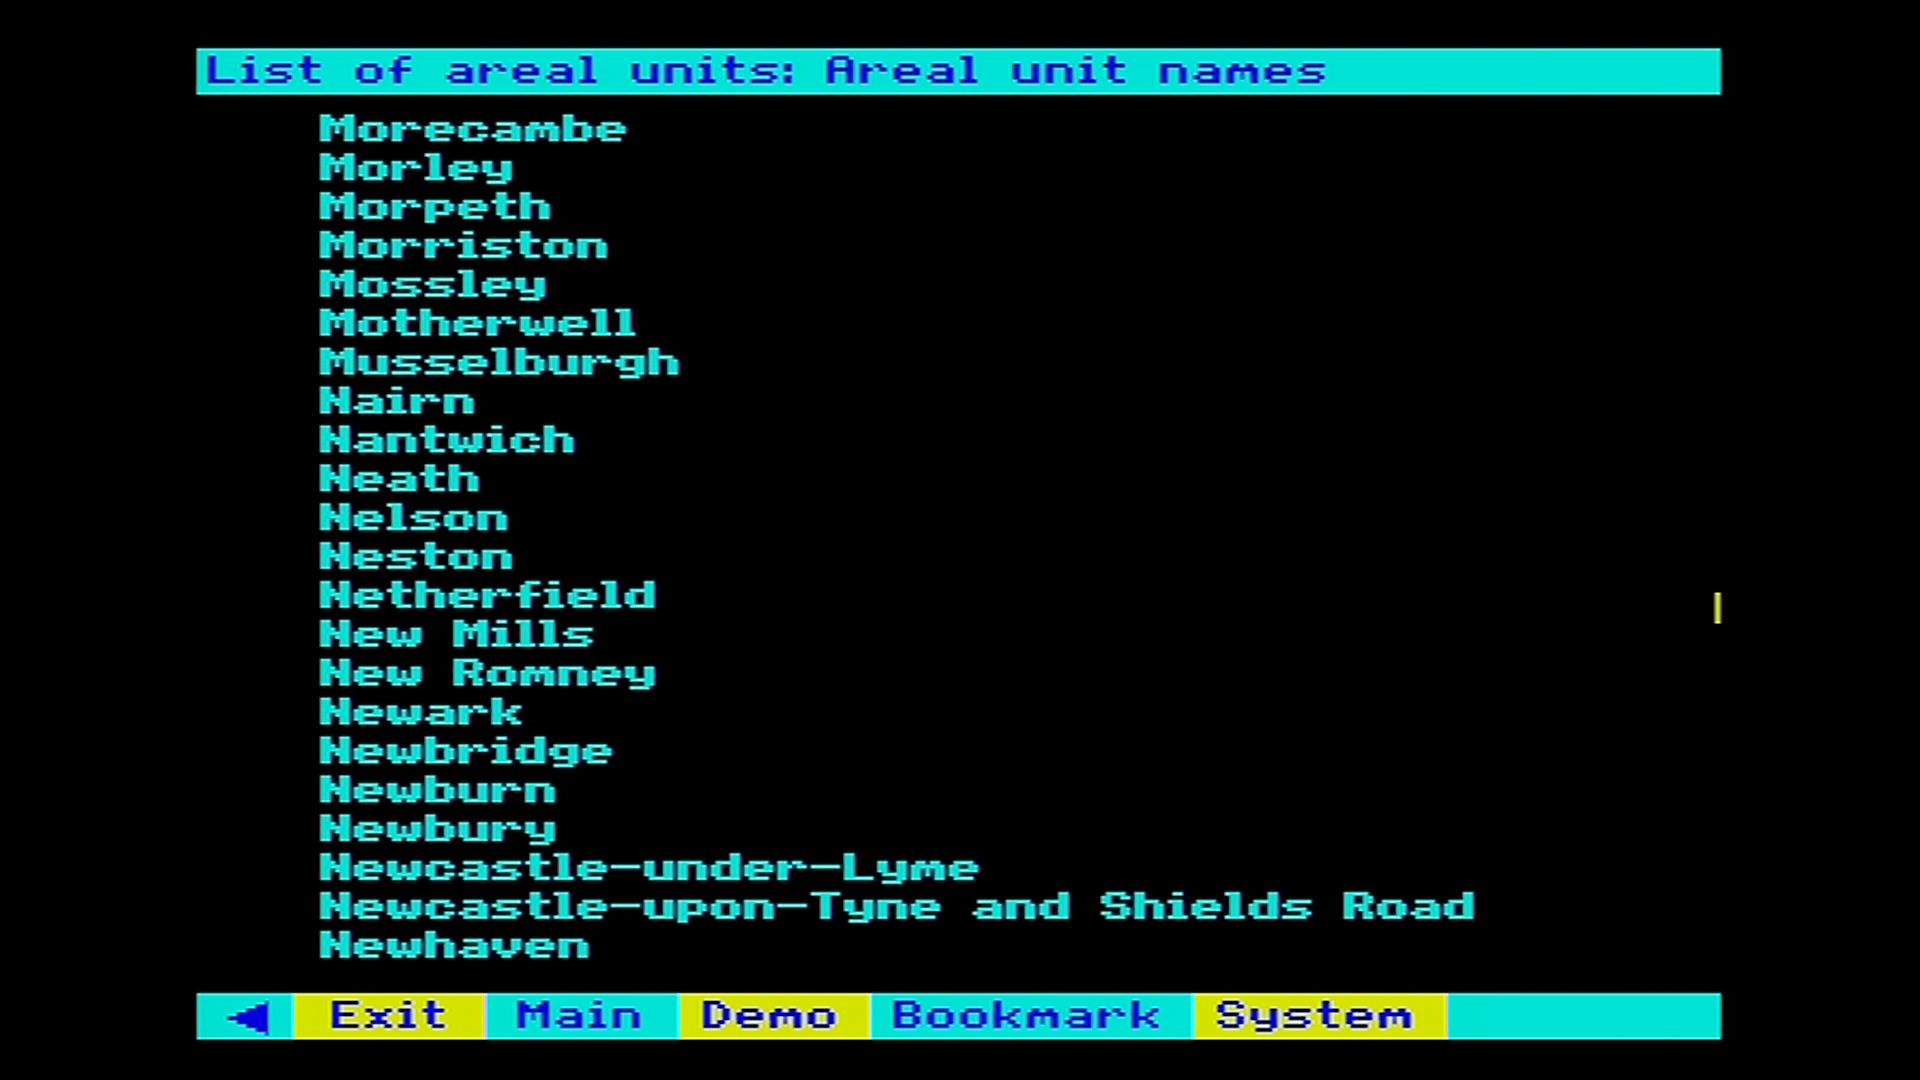 List of areal units: Areal unit names
Morecambe
Morley
Morpeth
Morriston
Mossley
Motherwell
Musselburgh
Nairn
Nantwich
Neath
Nelson
Neston
Netherfield
New Mills
New Romney
Newark
Newbridge
Newburn
Newbury
Newcastle-under-Lyme
Newcastle-upon-Tyne and Shields Road
Newhaven
Exit Main Demo Bookmark System